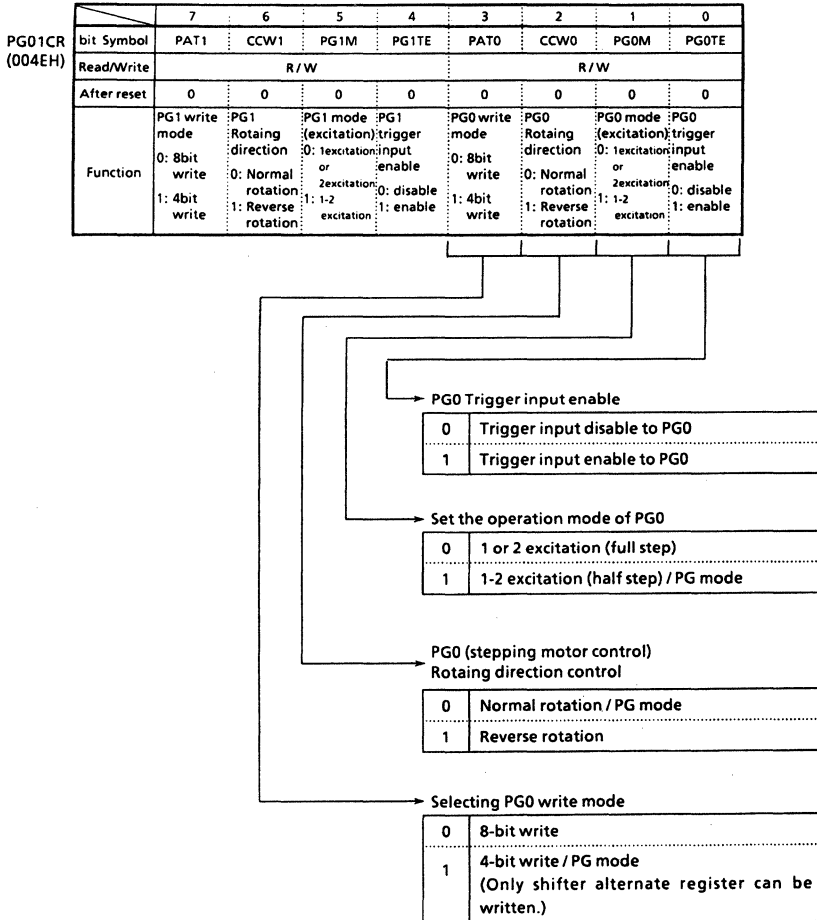 7 6 5 4 3 2 1 0
PG01CR (004EH)
bit Symbol PAT1 CCW1 PG1M PG1TE PAT0 CCW0 PG0M PG0TE
Read/Write R / W R / W
After reset 0 0 0 0 0 0 0 0
Function
PG1 write mode
0: 8bit write
1: 4bit write
PG1 Rotaing direction
0: Normal rotation
1: Reverse rotation
PG1 mode (excitation)
0: 1excitation or 2excitation
1: 1-2 excitation
PG1 trigger input enable
0: disable
1: enable
PG0 write mode
0: 8bit write
1: 4bit write
PG0 Rotaing direction
0: Normal rotation
1: Reverse rotation
PG0 mode (excitation)
0: 1excitation or 2excitation
1: 1-2 excitation
PG0 trigger input enable
0: disable
1: enable
PG0 Trigger input enable
0 Trigger input disable to PG0
1 Trigger input enable to PG0
Set the operation mode of PG0
0 1 or 2 excitation (full step)
1 1-2 excitation (half step) / PG mode
PG0 (stepping motor control)
Rotaing direction control
0 Normal rotation / PG mode
1 Reverse rotation
Selecting PG0 write mode
0 8-bit write
1 4-bit write / PG mode
(Only shifter alternate register can be
written.)